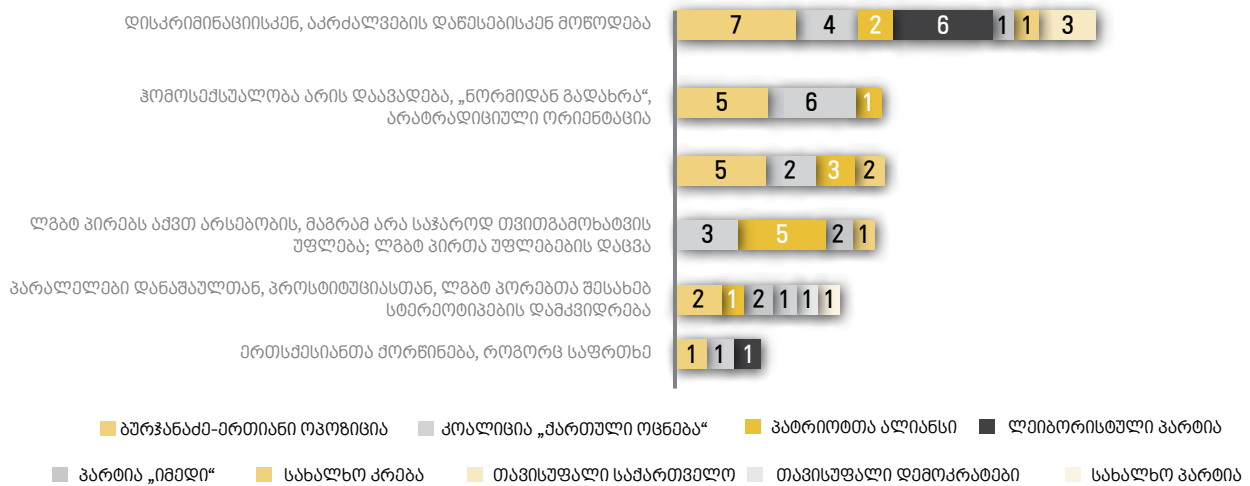 დისკრიმინაციისკენ, აკრძალვების დაწესებისკენ მოწოდება
7 4 2 6 1 1 3
ჰომოსექსუალობა არის დაავადება, „ნორმიდან გადახრა“,
არატრადიციული ორიენტაცია
5 6 1
5 2 3 2
ლგბტ პირებს აქვთ არსებობის, მაგრამ არა საჯაროდ თვითგამოხატვის
უფლება; ლგბტ პირთა უფლებების დაცვა
3 5 2 1
პარალელები დანაშაულთან, პროსტიტუციასთან, ლგბტ პორებთა შესახებ
სტერეოტიპების დამკვიდრება
2 1 2 1 1 1
ერთსქესიანთა ქორწინება, როგორც საფრთხე
1 1 1
ბურჯანაძე-ერთიანი ოპოზიცია კოალიცია „ქართული ოცნება“ პატრიოტთა ალიანსი ლეიბორისტული პარტია
პარტია „იმედი“ სახალხო კრება თავისუფალი საქართველო თავისუფალი დემოკრატები სახალხო პარტია